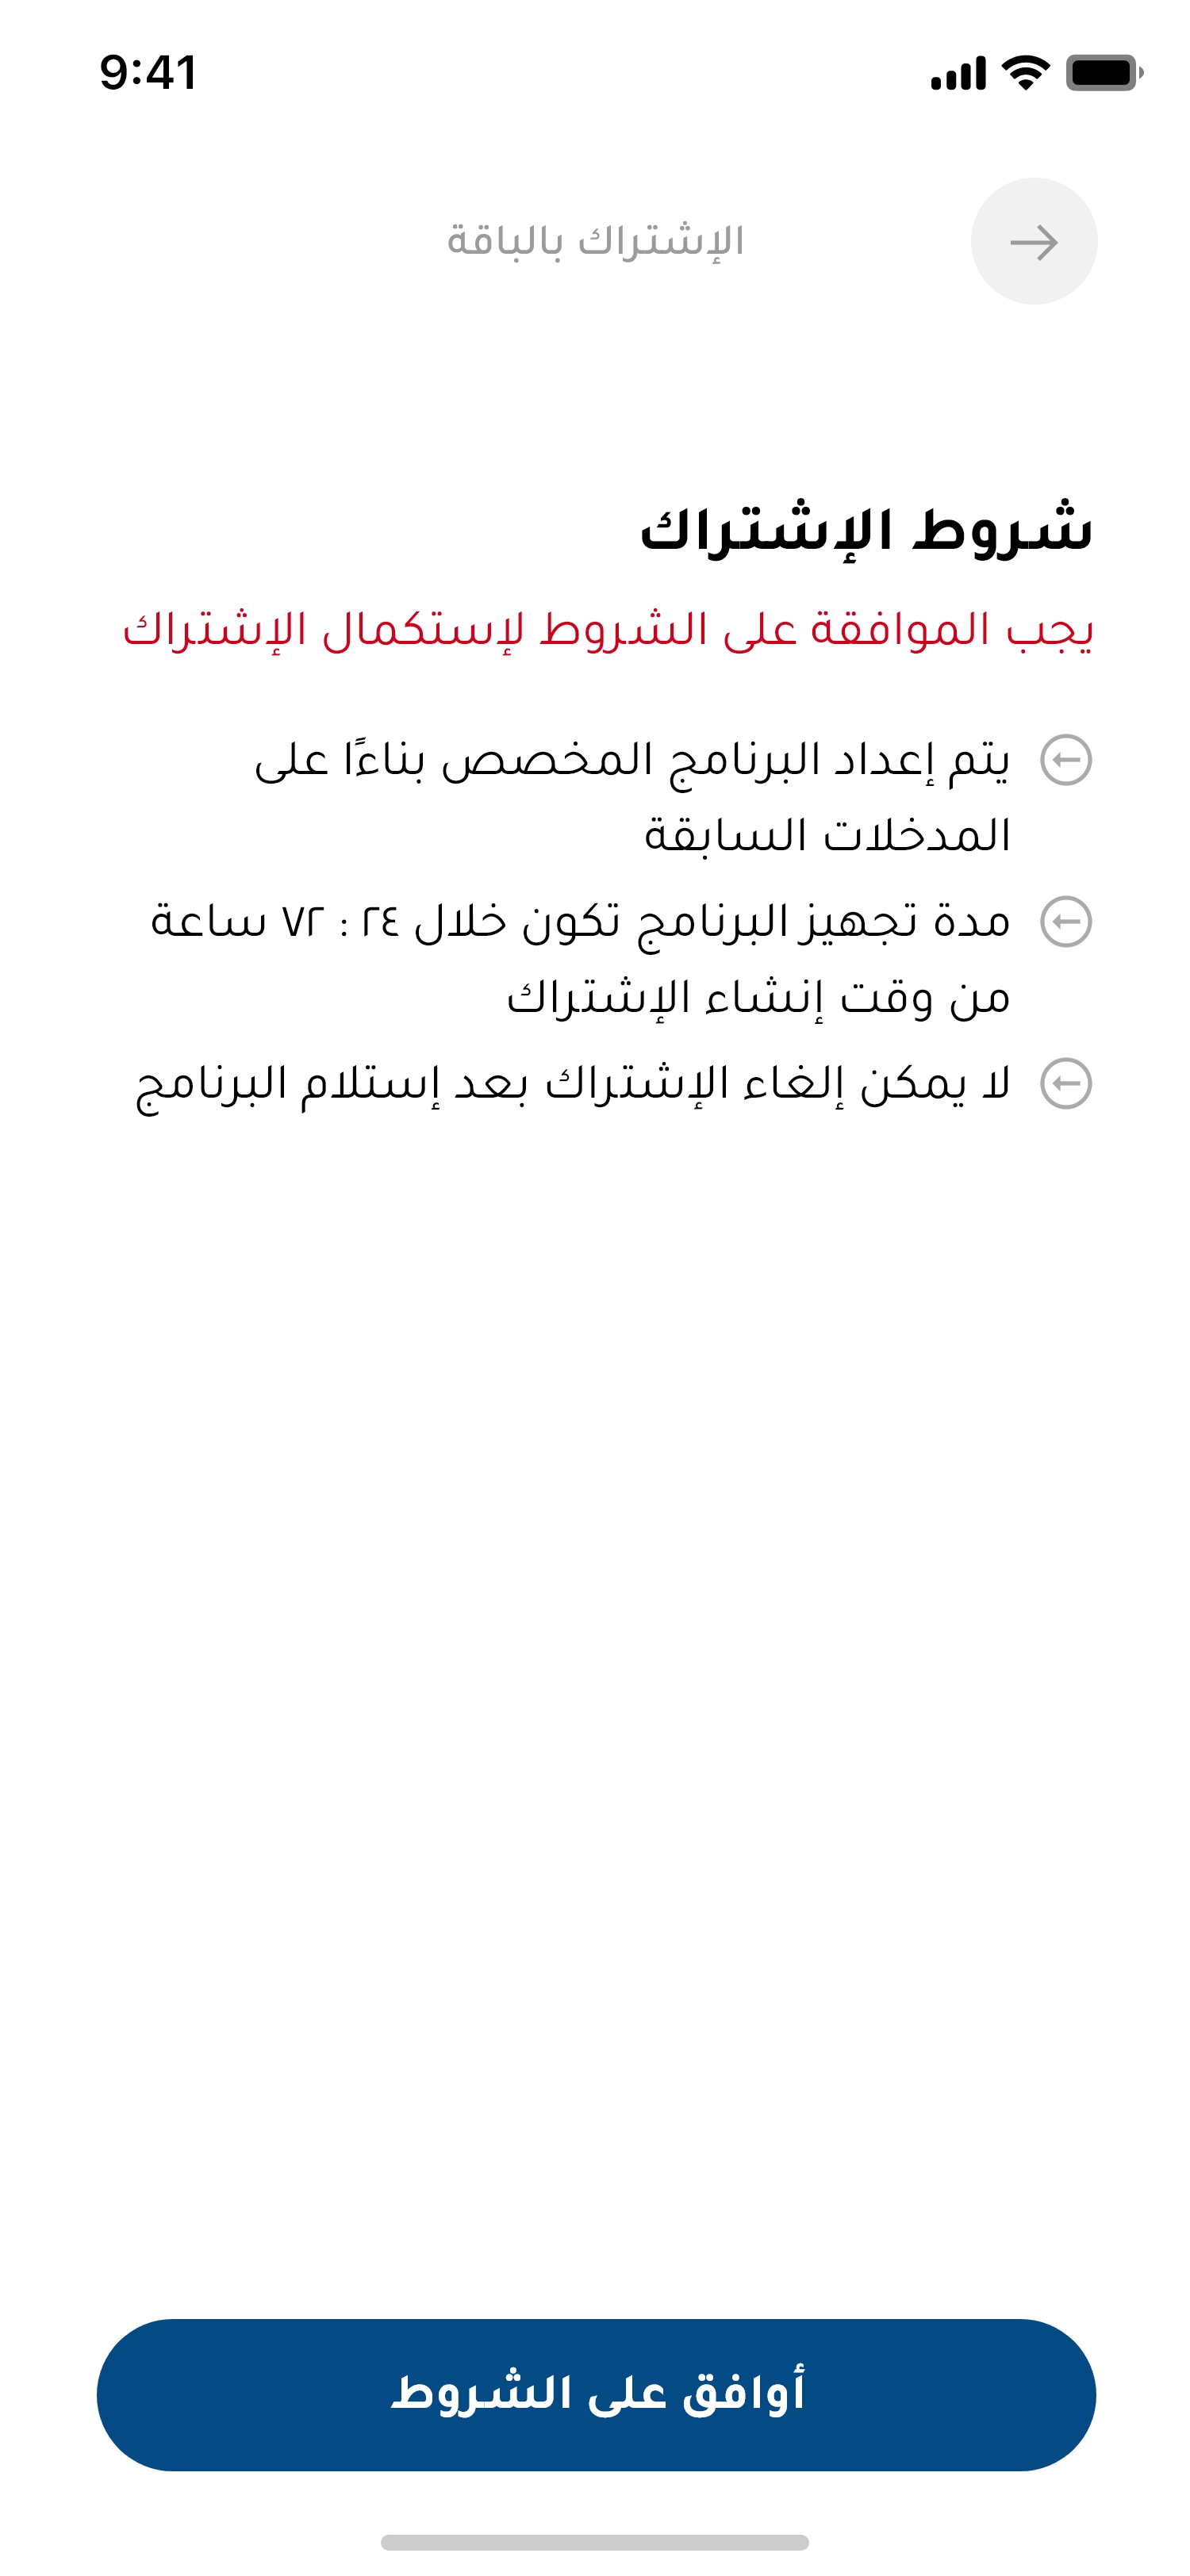 9:41
الإشتراك بالباقة
شروط الإشتراك
يجب الموافقة على الشروط لإستكمال الإشتراك
يتم إعداد البرنامج المخصص بناءًا على
المدخلات السابقة
مدة تجهيز البرنامج تكون خلال ٢٤ : ٧٢ ساعة
من وقت إنشاء الإشتراك
لا يمكن إلغاء الإشتراك بعد إستلام البرنامج
أوافق على الشروط